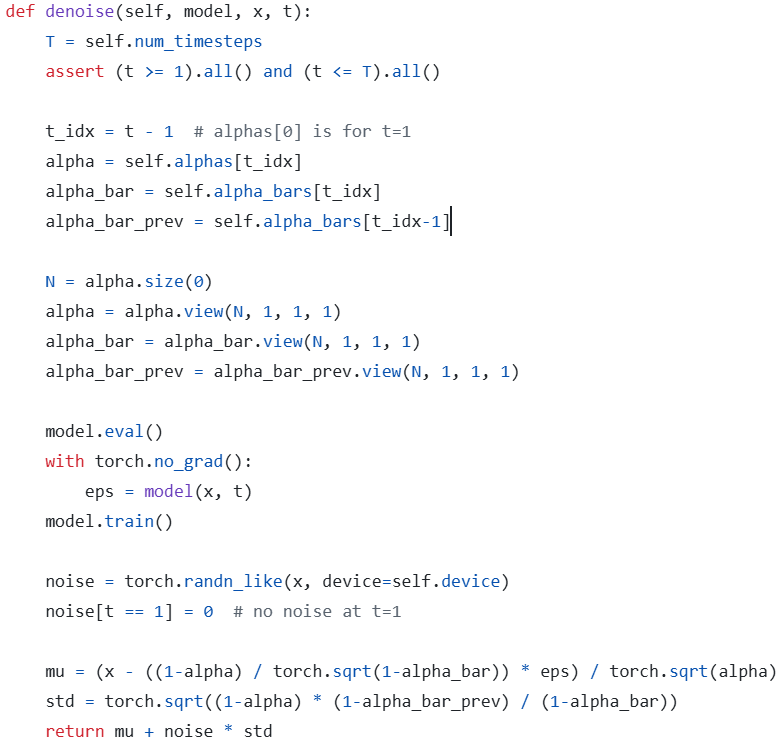 def denoise(self, model, x, t):
    T = self.num_timesteps
    assert (t >= 1).all() and (t <= T).all()

    t_idx = t - 1  # alphas[0] is for t=1
    alpha = self.alphas[t_idx]
    alpha_bar = self.alpha_bars[t_idx]
    alpha_bar_prev = self.alpha_bars[t_idx-1]

    N = alpha.size(0)
    alpha = alpha.view(N, 1, 1, 1)
    alpha_bar = alpha_bar.view(N, 1, 1, 1)
    alpha_bar_prev = alpha_bar_prev.view(N, 1, 1, 1)

    model.eval()
    with torch.no_grad():
        eps = model(x, t)
    model.train()

    noise = torch.randn_like(x, device=self.device)
    noise[t == 1] = 0  # no noise at t=1

    mu = (x - ((1-alpha) / torch.sqrt(1-alpha_bar)) * eps) / torch.sqrt(alpha)
    std = torch.sqrt((1-alpha) * (1-alpha_bar_prev) / (1-alpha_bar))
    return mu + noise * std